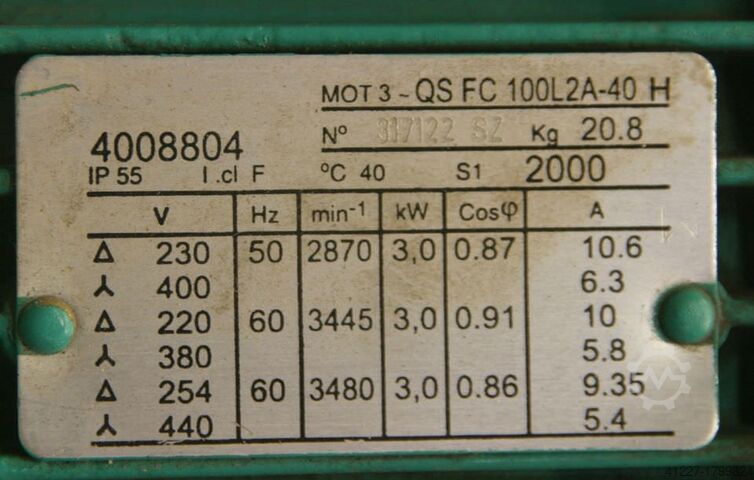 MOT 3 ~ QS FC 100L2A-40 H
4008804 Nº 317122 SZ Kg 20.8
IP 55 I.cl F ºC 40 S1 2000
V Hz min-1 kW Cosφ A
Δ 230 50 2870 3,0 0.87 10.6
⅄ 400 6.3
Δ 220 60 3445 3,0 0.91 10
⅄ 380 5.8
Δ 254 60 3480 3,0 0.86 9.35
⅄ 440 5.4